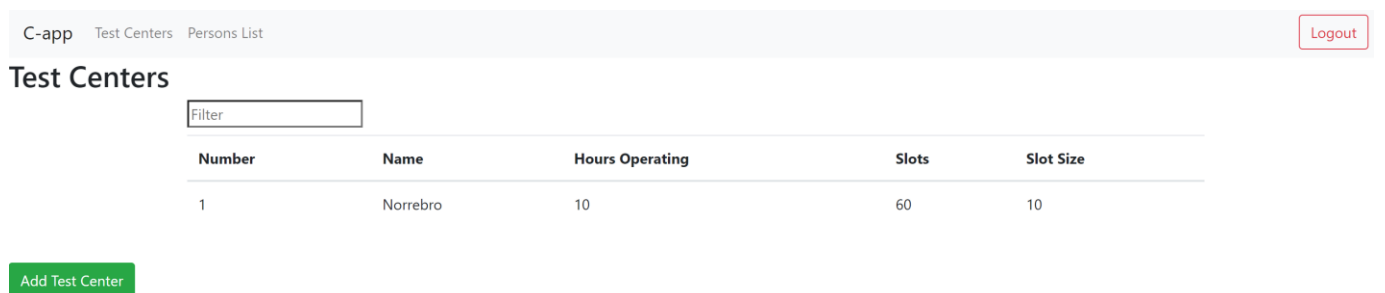 C-app Test Centers Persons List Logout
Test Centers
Filter
Number Name Hours Operating Slots Slot Size
1 Norrebro 10 60 10
Add Test Center